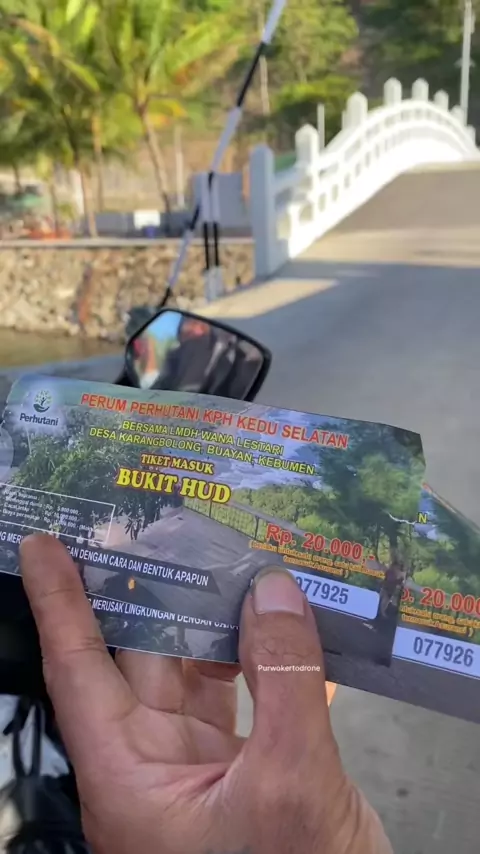 Perhutani
PERUM PERHUTANI KPH KEDU SELATAN
BERSAMA LMDH WANA LESTARI
DESA KARANGBOLONG, BUAYAN, KEBUMEN
TIKET MASUK
BUKIT HUD
Rp. 20.000,-
DENGAN CARA DAN BENTUK APAPUN
077925
MERUSAK LINGKUNGAN DENGAN
N
Rp. 20.000
077926
Purwokertodrone